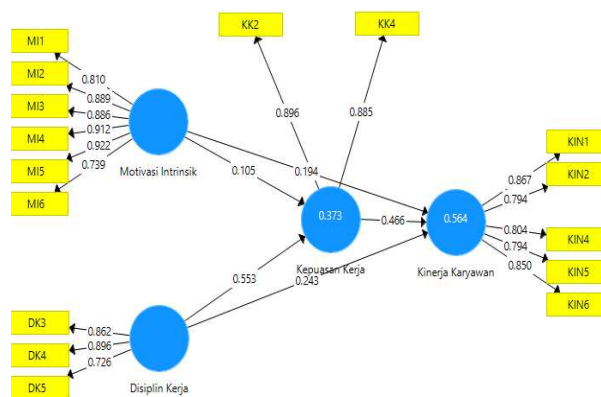 KK2
KK4
MI1
MI2
MI3
MI4
MI5
MI6
0.810
0.889
0.886
0.912
0.922
0.739
Motivasi Intrinsik
0.896
0.885
0.194
0.105
0.373
Kepuasan Kerja
0.466
0.564
Kinerja Karyawan
0.553
0.243
KIN1
KIN2
KIN4
KIN5
KIN6
0.867
0.794
0.804
0.794
0.850
DK3
DK4
DK5
0.862
0.896
0.726
Disiplin Kerja